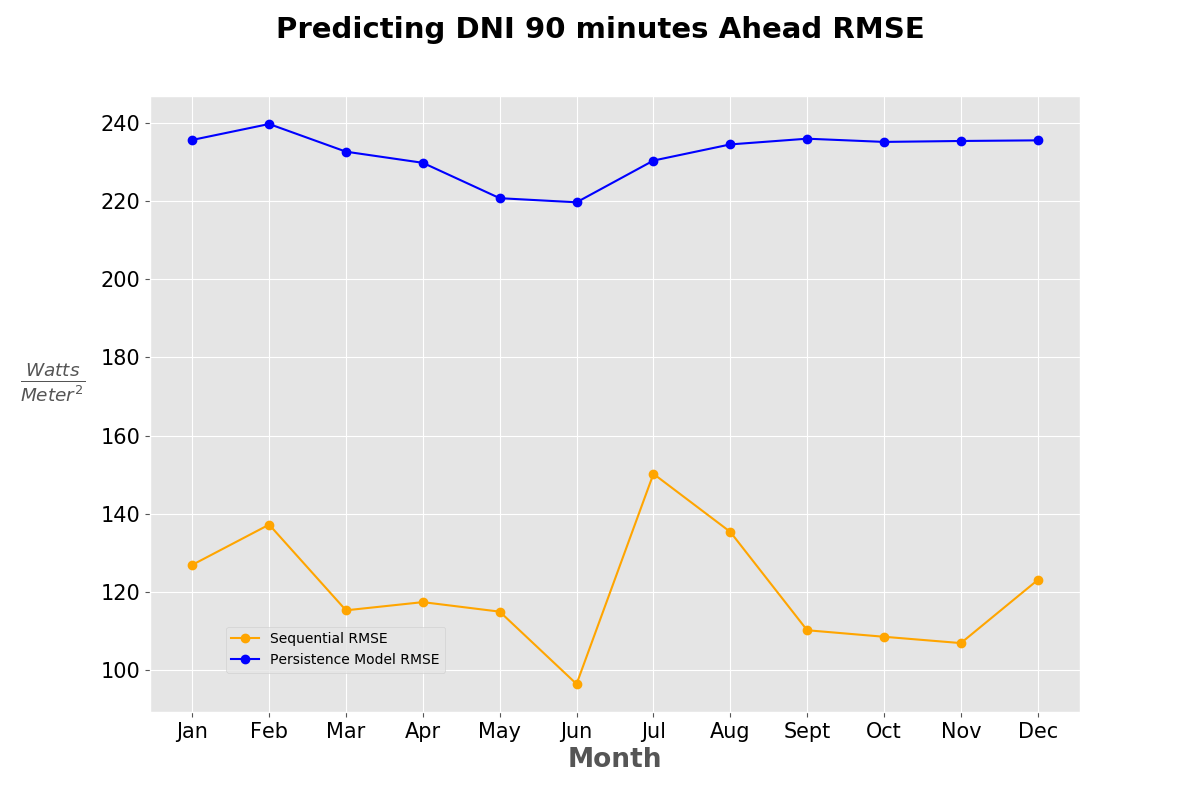 Predicting DNI 90 minutes Ahead RMSE
240
220
200
180
160
140
120
100
Watts
Meter²
Sequential RMSE
Persistence Model RMSE
Jan Feb Mar Apr May Jun Jul Aug Sept Oct Nov Dec
Month